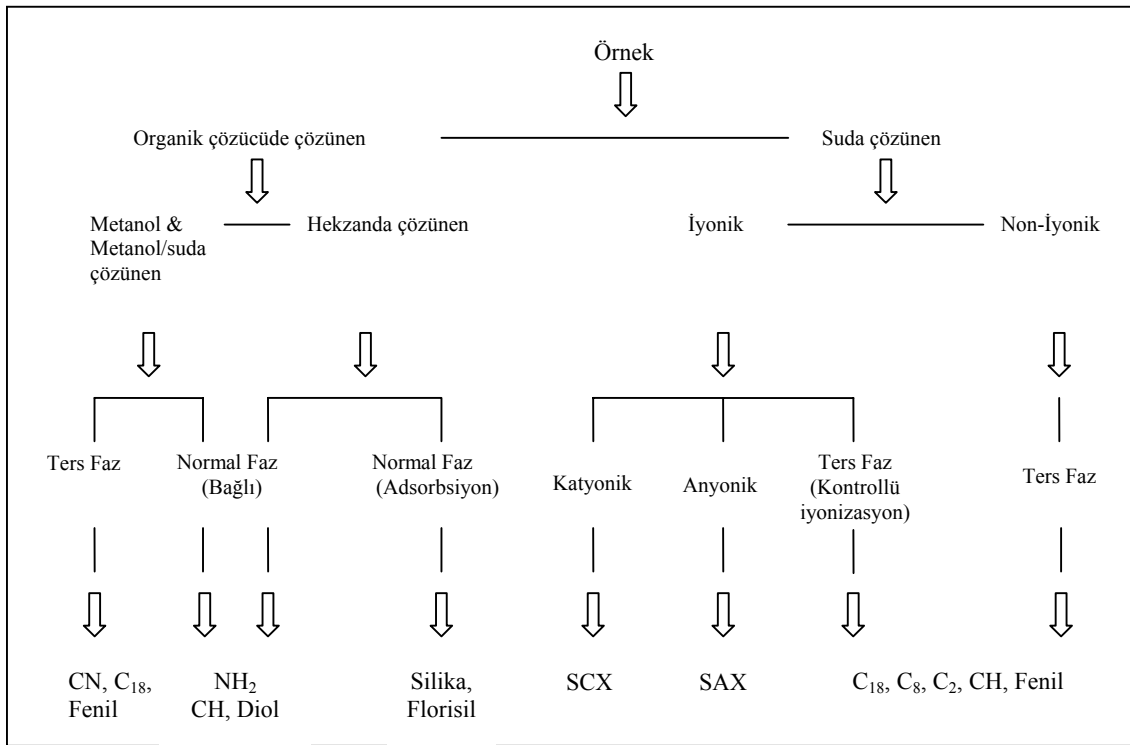 Örnek
Organik çözücüde çözünen
Suda çözünen
Metanol &
Metanol/suda
çözünen
Hekzanda çözünen
İyonik
Non-İyonik
Ters Faz
Normal Faz
(Bağlı)
Normal Faz
(Adsorbsiyon)
Katyonik
Anyonik
Ters Faz
(Kontrollü
iyonizasyon)
Ters Faz
CN, C₁₈,
Fenil
NH₂
CH, Diol
Silika,
Florisil
SCX
SAX
C₁₈, C₈, C₂, CH, Fenil